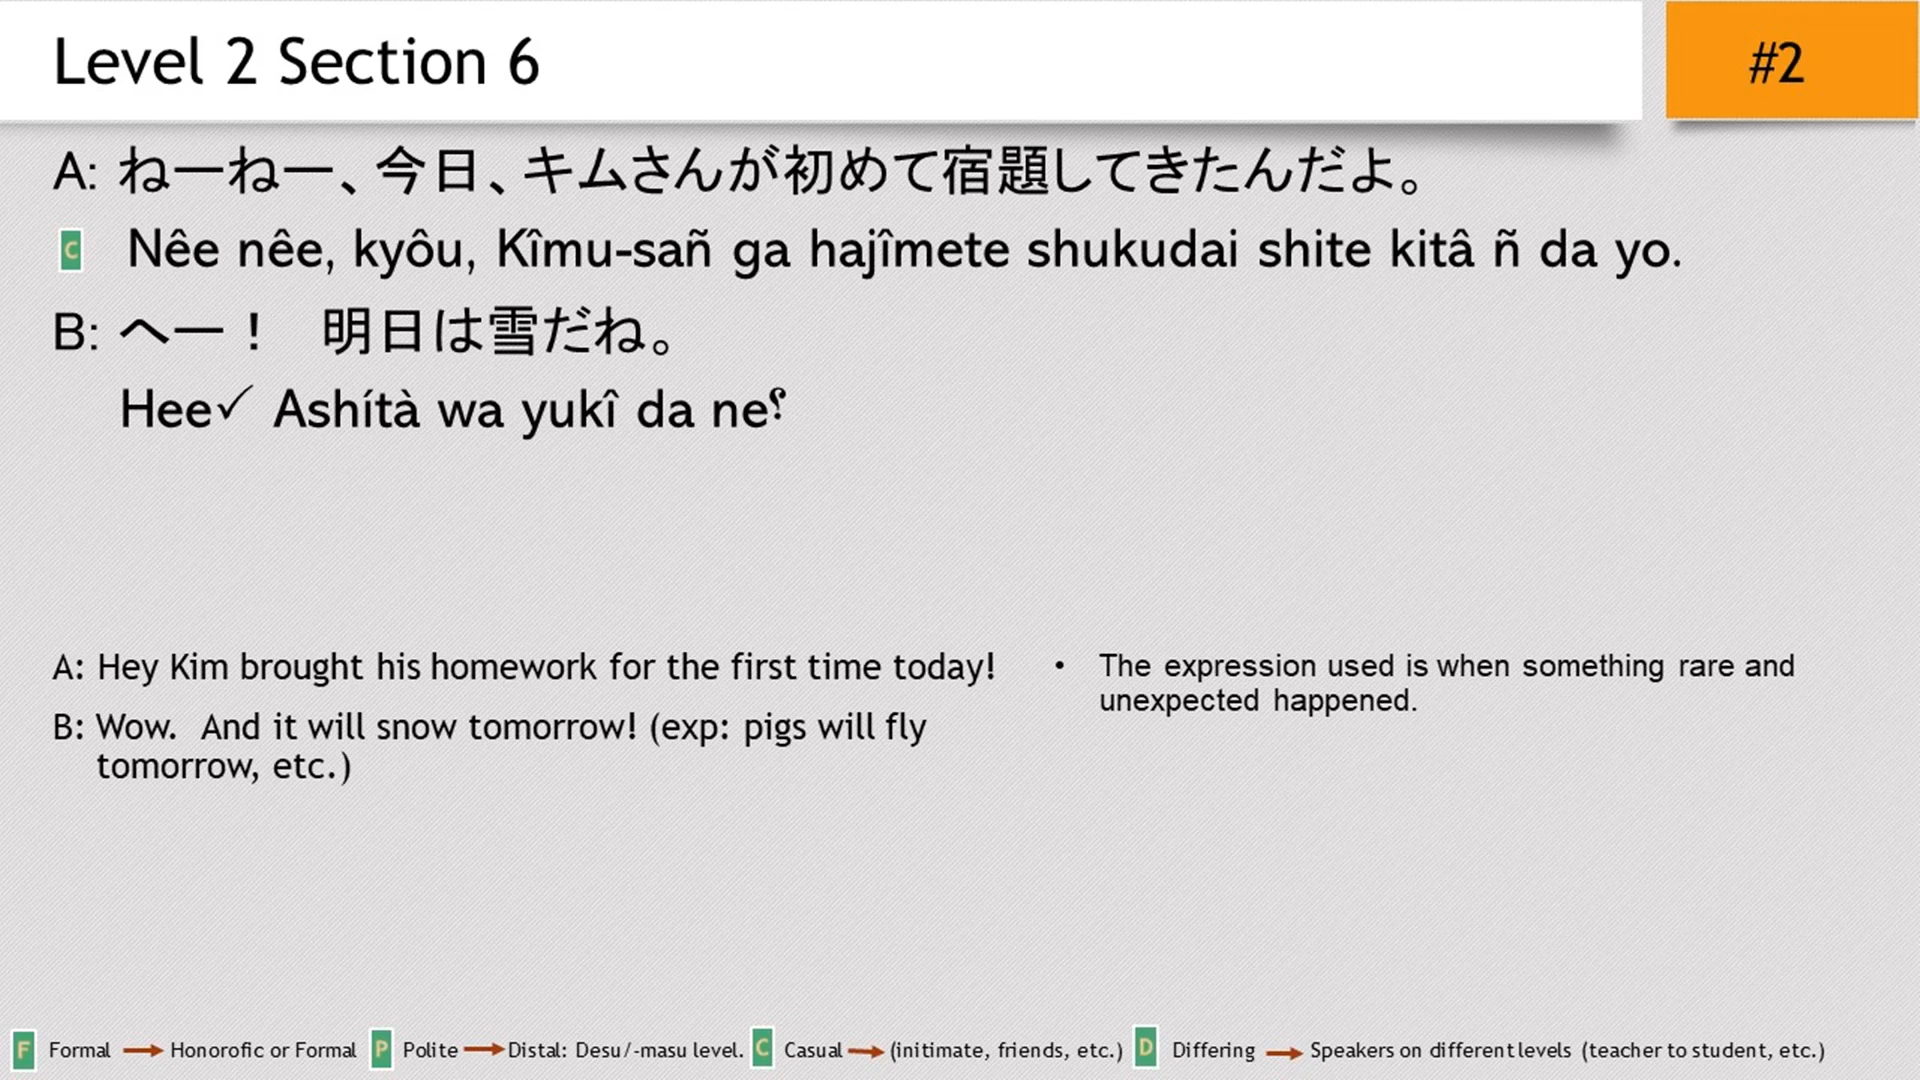 Level 2 Section 6
#2
A: ねーねー、今日、キムさんが初めて宿題してきたんだよ。
C Nêe nêe, kyôu, Kîmu-sañ ga hajîmete shukudai shite kitâ ñ da yo.
B: へー！ 明日は雪だね。
Hee✓ Ashítà wa yukî da ne⸮
A: Hey Kim brought his homework for the first time today!
B: Wow. And it will snow tomorrow! (exp: pigs will fly
tomorrow, etc.)
• The expression used is when something rare and
unexpected happened.
F Formal → Honorofic or Formal P Polite → Distal: Desu/-masu level. C Casual → (initimate, friends, etc.) D Differing → Speakers on different levels (teacher to student, etc.)